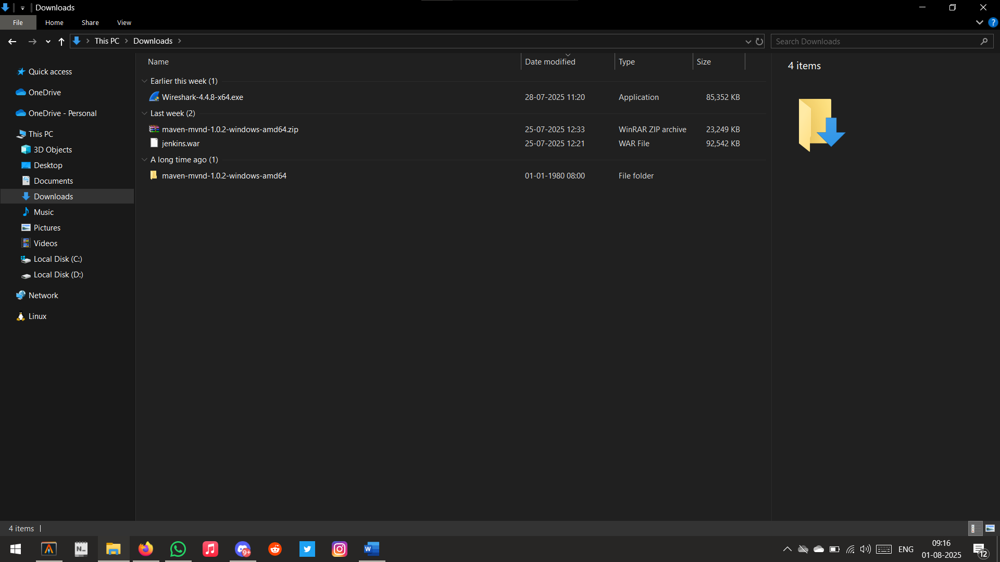 Downloads
File Home Share View
This PC Downloads
Search Downloads
Quick access
OneDrive
OneDrive - Personal
This PC
3D Objects
Desktop
Documents
Downloads
Music
Pictures
Videos
Local Disk (C:)
Local Disk (D:)
Network
Linux
Name Date modified Type Size
Earlier this week (1)
Wireshark-4.4.8-x64.exe 28-07-2025 11:20 Application 85,352 KB
Last week (2)
maven-mvnd-1.0.2-windows-amd64.zip 25-07-2025 12:33 WinRAR ZIP archive 23,249 KB
jenkins.war 25-07-2025 12:21 WAR File 92,542 KB
A long time ago (1)
maven-mvnd-1.0.2-windows-amd64 01-01-1980 08:00 File folder
4 items
4 items
N
9+
W
ENG
09:16
01-08-2025
12